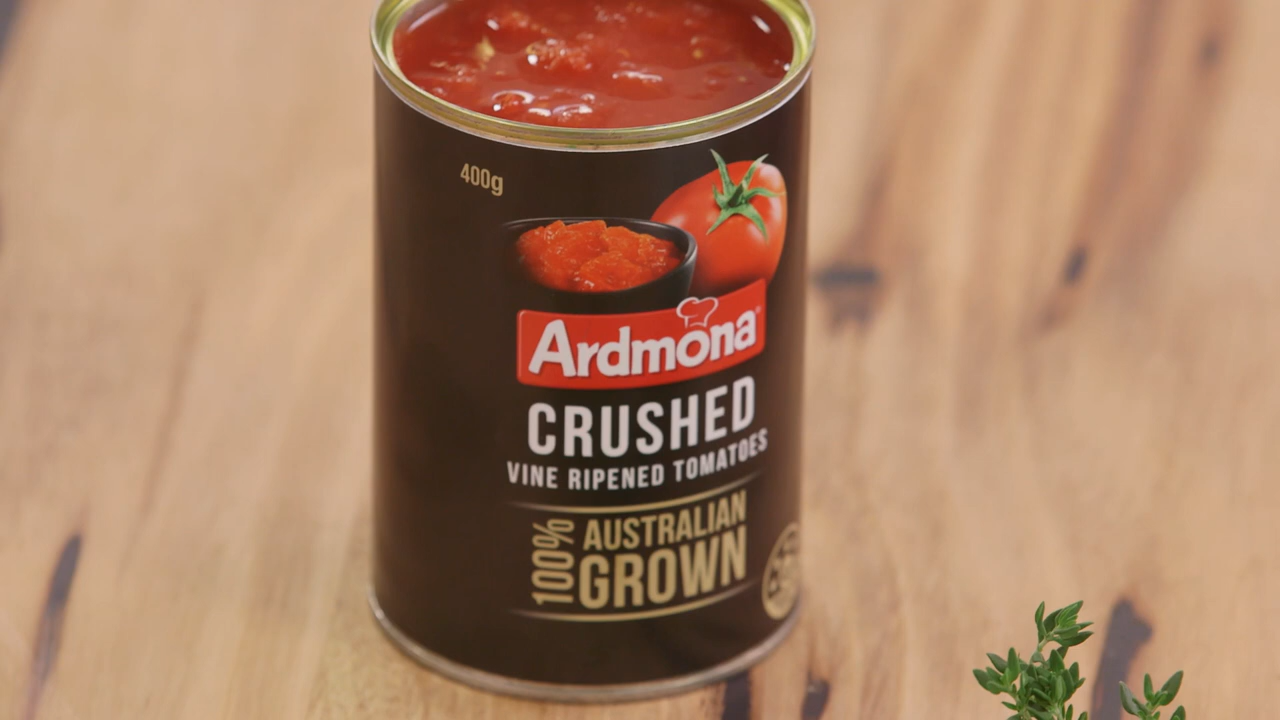 400g
Ardmona
CRUSHED
VINE RIPENED TOMATOES
100% AUSTRALIAN
GROWN